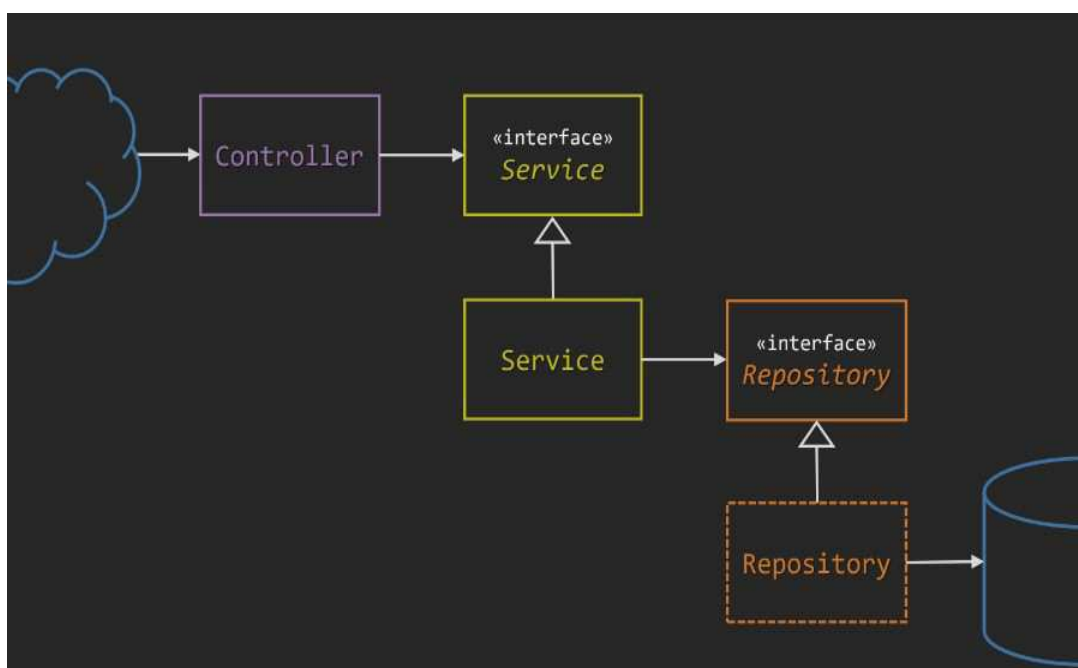 Controller
«interface»
Service
Service
«interface»
Repository
Repository